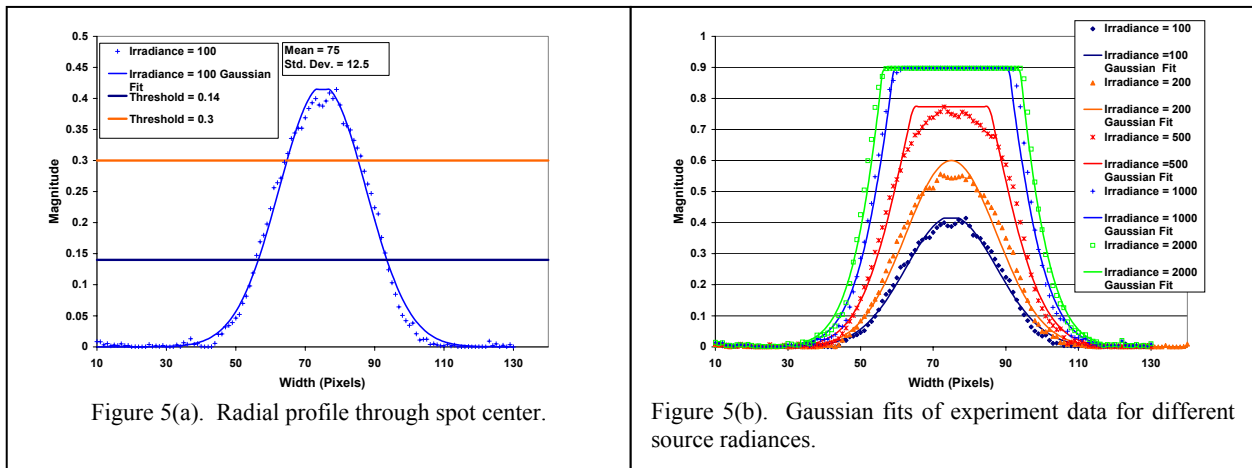 0.5
0.45
0.4
0.35
0.3
0.25
0.2
0.15
0.1
0.05
0
Magnitude
Irradiance = 100
Irradiance = 100 Gaussian
Fit
Threshold = 0.14
Threshold = 0.3
Mean = 75
Std. Dev. = 12.5
10 30 50 70 90 110 130
Width (Pixels)
Figure 5(a). Radial profile through spot center.
1
0.9
0.8
0.7
0.6
0.5
0.4
0.3
0.2
0.1
0
Magnitude
Irradiance = 100
Irradiance =100
Gaussian Fit
Irradiance = 200
Irradiance = 200
Gaussian Fit
Irradiance = 500
Irradiance =500
Gaussian Fit
Irradiance = 1000
Irradiance = 1000
Gaussian Fit
Irradiance = 2000
Irradiance = 2000
Gaussian Fit
10 30 50 70 90 110 130
Width (Pixels)
Figure 5(b). Gaussian fits of experiment data for different
source radiances.